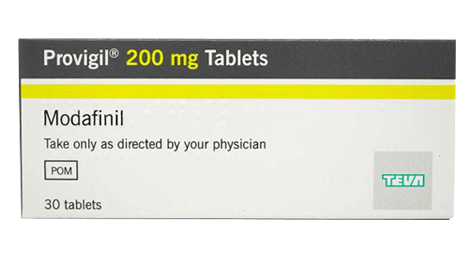 Provigil® 200 mg Tablets
Modafinil
Take only as directed by your physician
POM
TEVA
30 tablets